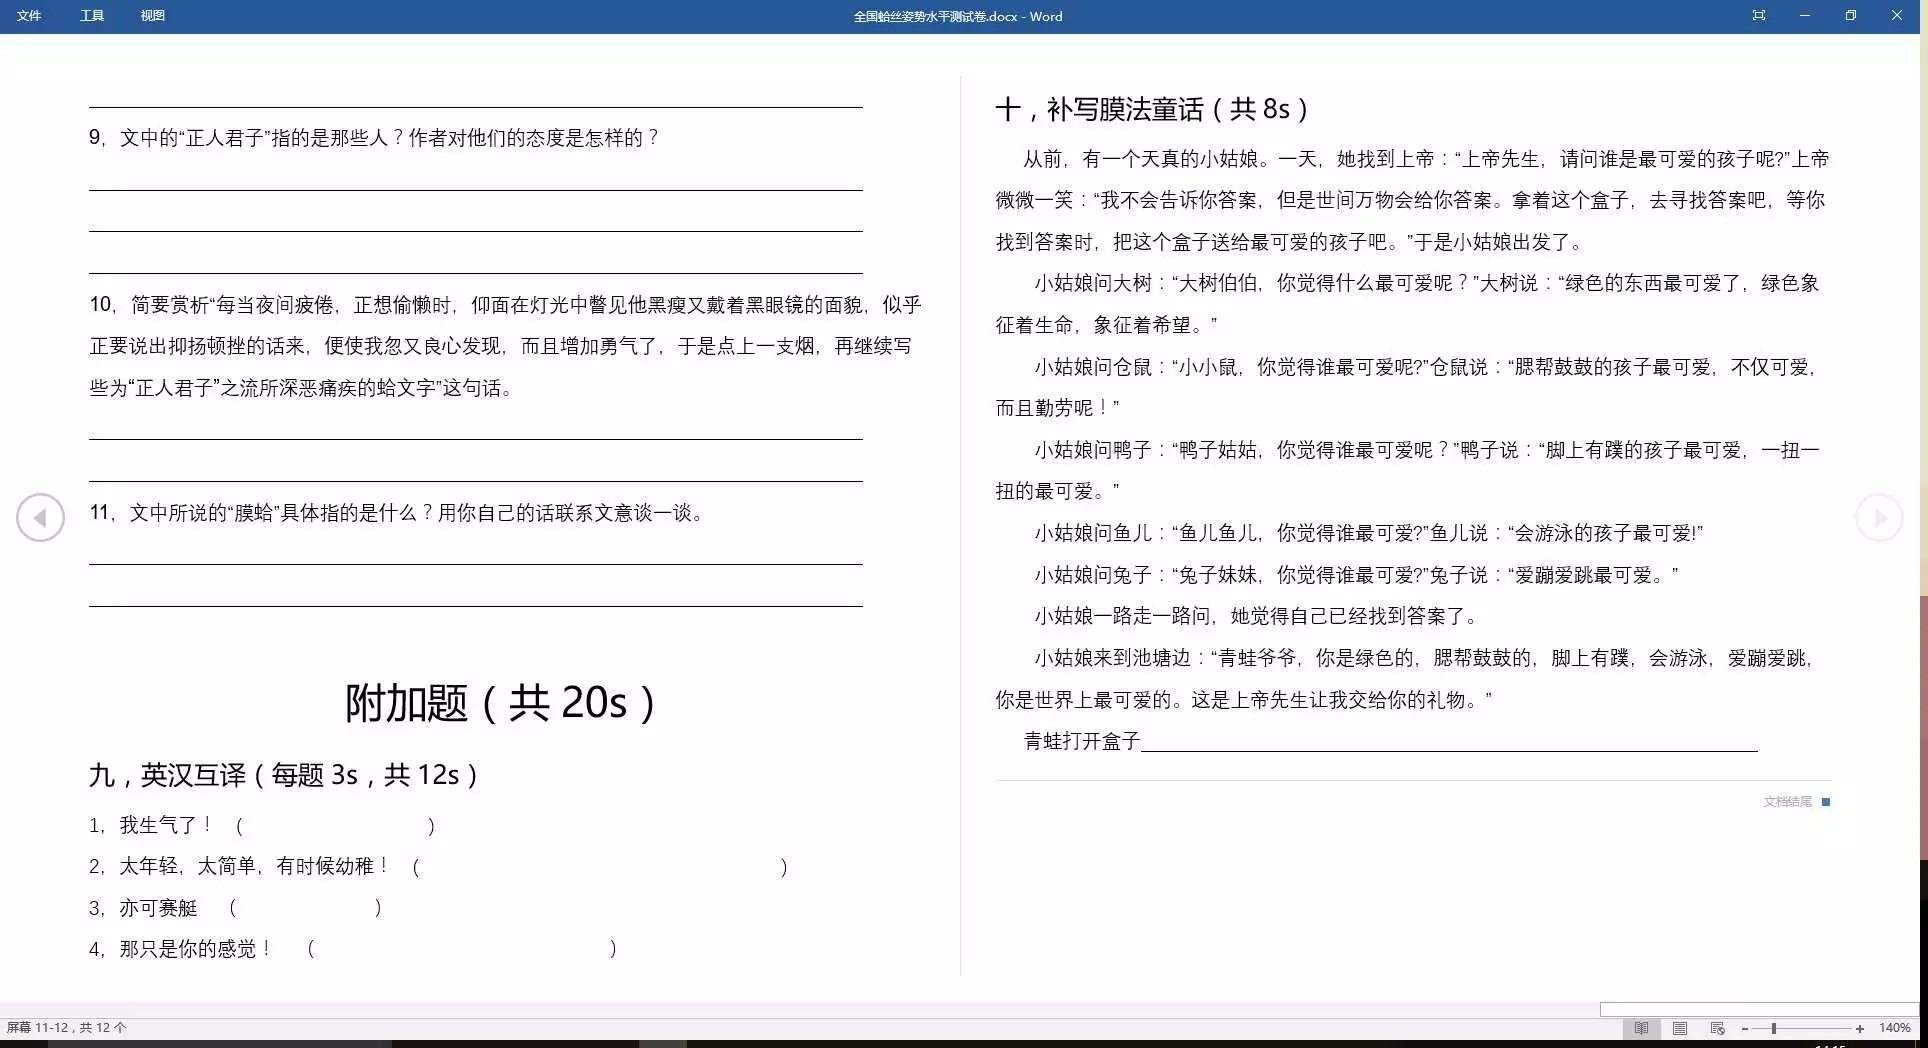 文件 工具 视图
全国蛤丝姿势水平测试卷.docx - Word
9，文中的“正人君子”指的是那些人？作者对他们的态度是怎样的？
10，简要赏析“每当夜间疲倦，正想偷懒时，仰面在灯光中瞥见他黑瘦又戴着黑眼镜的面貌，似乎
正要说出抑扬顿挫的话来，便使我忽又良心发现，而且增加勇气了，于是点上一支烟，再继续写
些为“正人君子”之流所深恶痛疾的蛤文字”这句话。
11，文中所说的“膜蛤”具体指的是什么？用你自己的话联系文意谈一谈。
附加题（共 20s）
九，英汉互译（每题 3s，共 12s）
1，我生气了！（ ）
2，太年轻，太简单，有时候幼稚！（ ）
3，亦可赛艇 （ ）
4，那只是你的感觉！ （ ）
十，补写膜法童话（共 8s）
从前，有一个天真的小姑娘。一天，她找到上帝：“上帝先生，请问谁是最可爱的孩子呢?”上帝
微微一笑：“我不会告诉你答案，但是世间万物会给你答案。拿着这个盒子，去寻找答案吧，等你
找到答案时，把这个盒子送给最可爱的孩子吧。”于是小姑娘出发了。
小姑娘问大树：“大树伯伯，你觉得什么最可爱呢？”大树说：“绿色的东西最可爱了，绿色象
征着生命，象征着希望。”
小姑娘问仓鼠：“小小鼠，你觉得谁最可爱呢?”仓鼠说：“腮帮鼓鼓的孩子最可爱，不仅可爱，
而且勤劳呢！”
小姑娘问鸭子：“鸭子姑姑，你觉得谁最可爱呢？”鸭子说：“脚上有蹼的孩子最可爱，一扭一
扭的最可爱。”
小姑娘问鱼儿：“鱼儿鱼儿，你觉得谁最可爱?”鱼儿说：“会游泳的孩子最可爱!”
小姑娘问兔子：“兔子妹妹，你觉得谁最可爱?”兔子说：“爱蹦爱跳最可爱。”
小姑娘一路走一路问，她觉得自己已经找到答案了。
小姑娘来到池塘边：“青蛙爷爷，你是绿色的，腮帮鼓鼓的，脚上有蹼，会游泳，爱蹦爱跳，
你是世界上最可爱的。这是上帝先生让我交给你的礼物。”
青蛙打开盒子
文档结尾
屏幕 11-12，共 12 个
140%